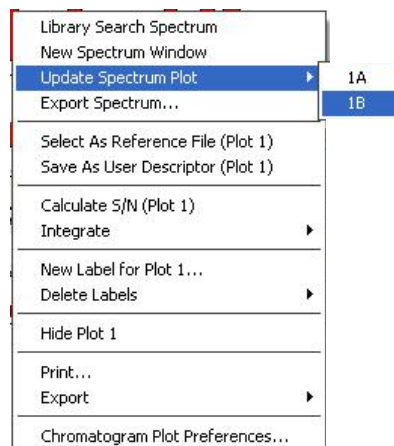 Library Search Spectrum
New Spectrum Window
Update Spectrum Plot
1A
Export Spectrum...
1B
Select As Reference File (Plot 1)
Save As User Descriptor (Plot 1)
Calculate S/N (Plot 1)
Integrate
New Label for Plot 1...
Delete Labels
Hide Plot 1
Print...
Export
Chromatogram Plot Preferences...